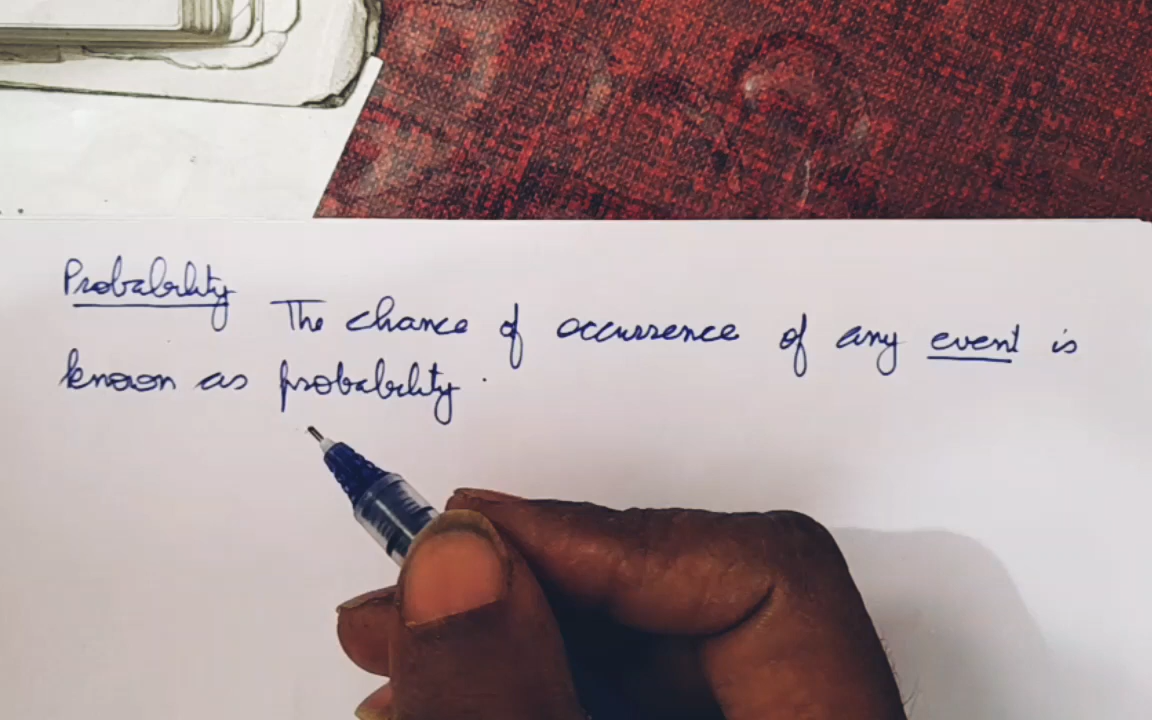 Probability The chance of occurrence of any event is
known as probability.